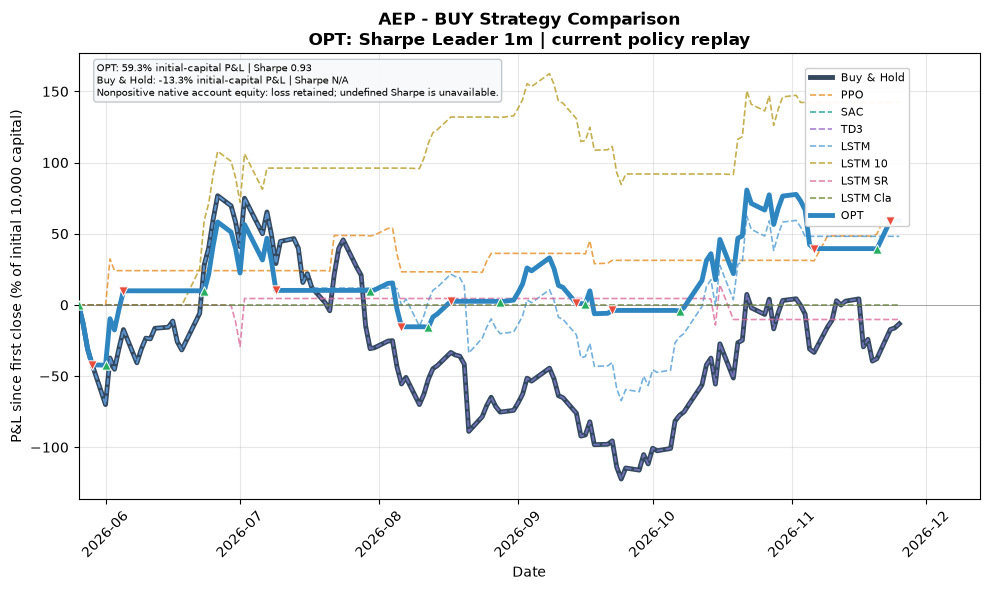 AEP - BUY Strategy Comparison
OPT: Sharpe Leader 1m | current policy replay
OPT: 59.3% initial-capital P&L | Sharpe 0.93
Buy & Hold: -13.3% initial-capital P&L | Sharpe N/A
Nonpositive native account equity: loss retained; undefined Sharpe is unavailable.
Buy & Hold
PPO
SAC
TD3
LSTM
LSTM 10
LSTM SR
LSTM Cla
OPT
P&L since first close (% of initial 10,000 capital)
150
100
50
0
−50
−100
2026-06
2026-07
2026-08
2026-09
2026-10
2026-11
2026-12
Date